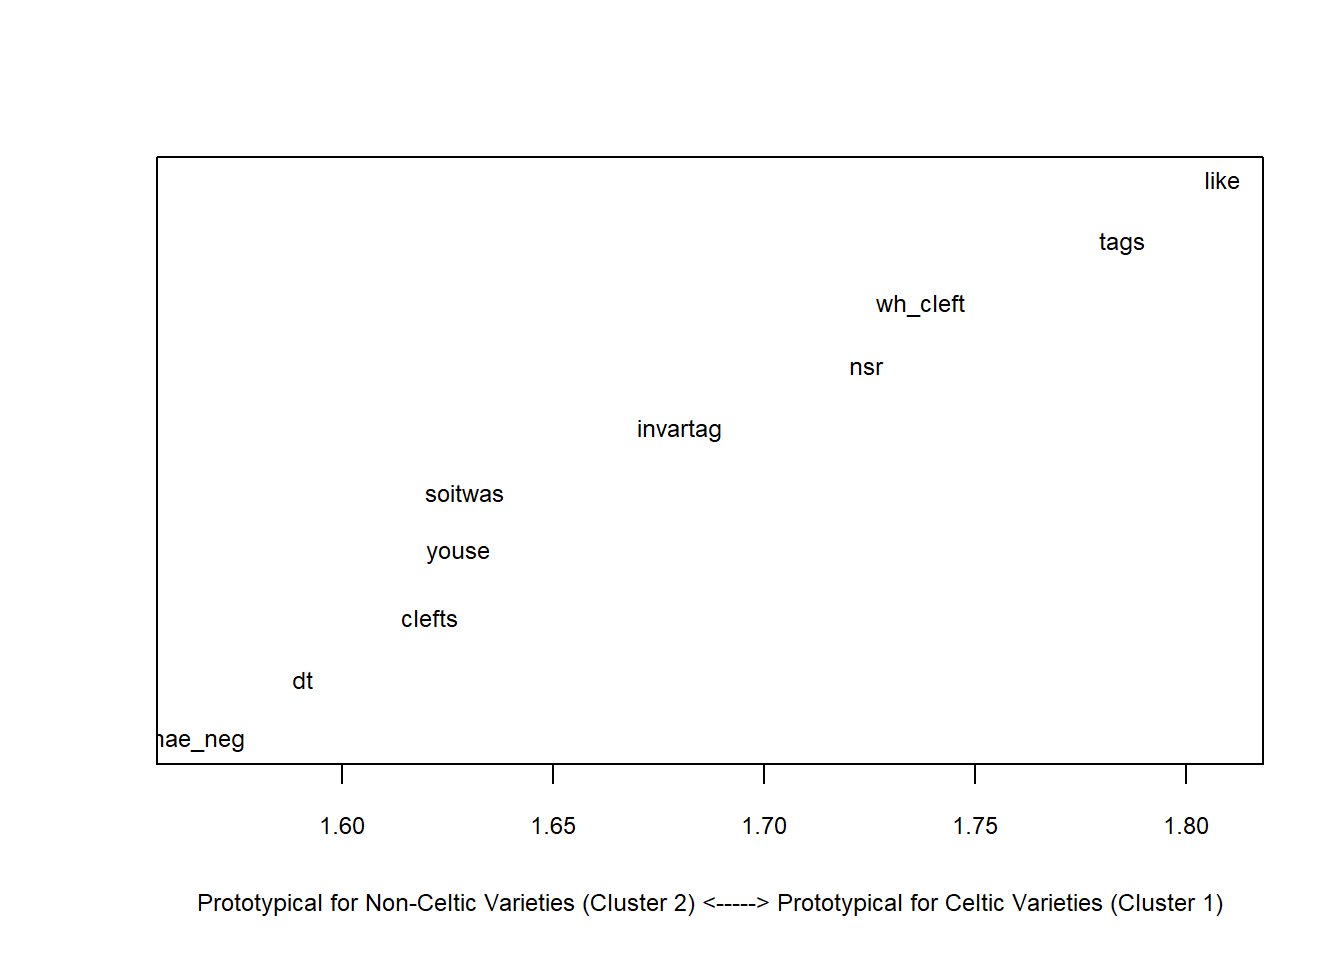 like
tags
wh_cleft
nsr
invartag
soitwas
youse
clefts
dt
nae_neg
1.60 1.65 1.70 1.75 1.80
Prototypical for Non-Celtic Varieties (Cluster 2) <-----> Prototypical for Celtic Varieties (Cluster 1)